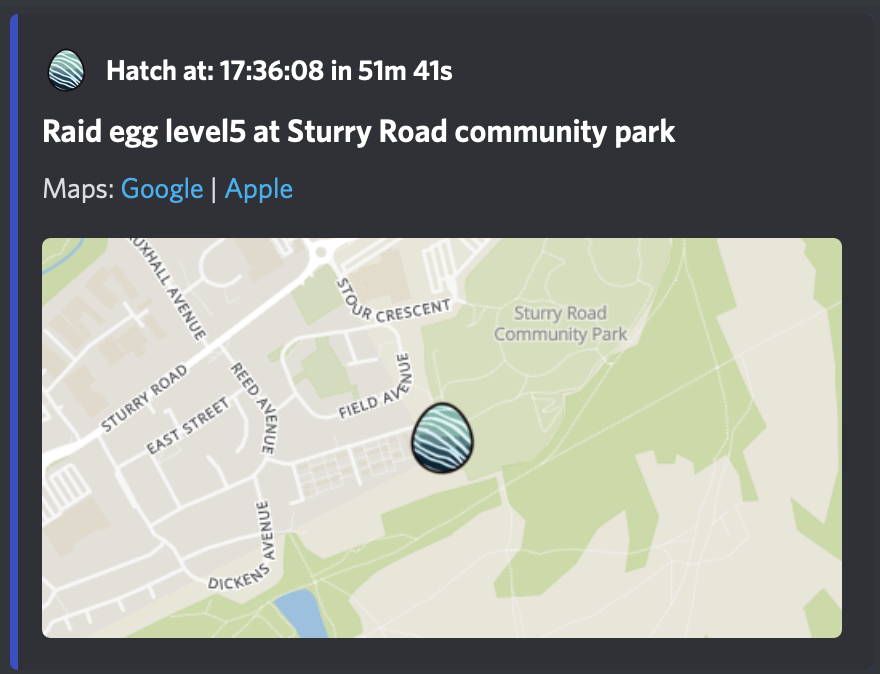 Hatch at: 17:36:08 in 51m 41s
Raid egg level5 at Sturry Road community park
Maps: Google | Apple
UXHALL AVENUE
STOUR CRESCENT
Sturry Road
Community Park
STURRY ROAD
REED AVENUE
EAST STREET
FIELD AVENUE
DICKENS AVENUE